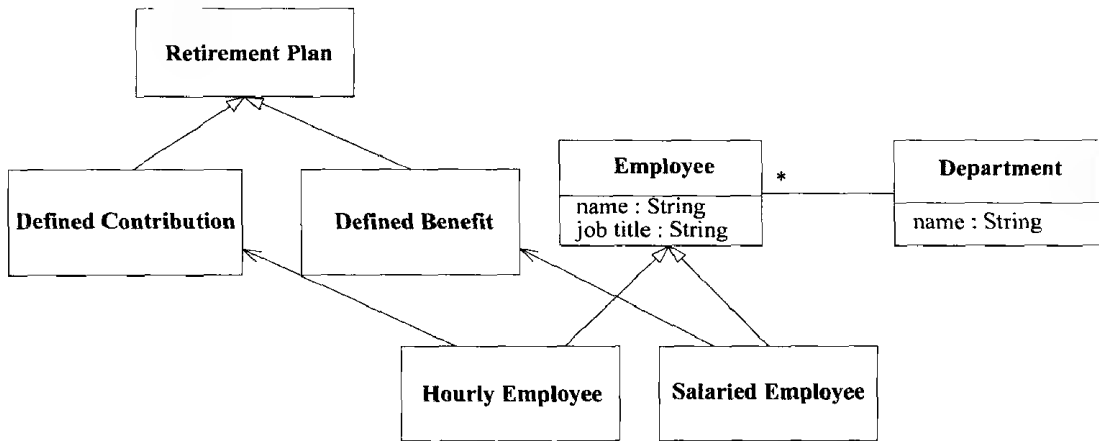 Retirement Plan
Employee
name : String
job title : String
*
Department
name : String
Defined Contribution
Defined Benefit
Hourly Employee
Salaried Employee